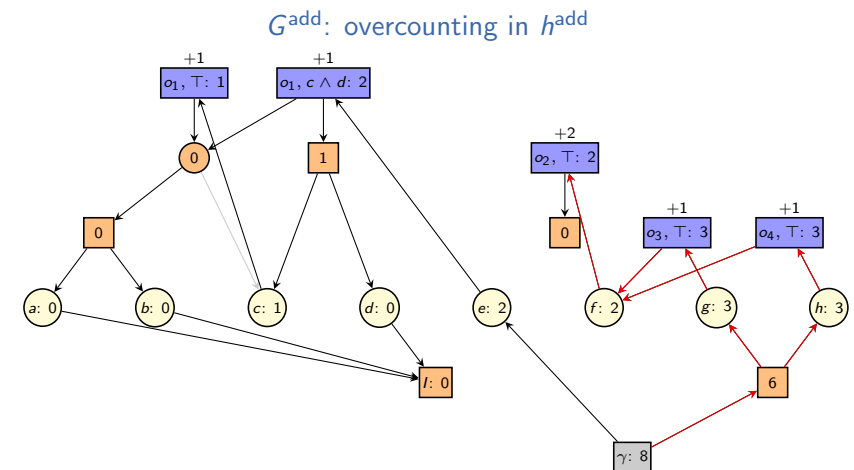 G^add: overcounting in h^add
+1 +1
o₁, ⊤: 1 o₁, c ∧ d: 2
+2
0 1 o₂, ⊤: 2
+1 +1
0 0 o₃, ⊤: 3 o₄, ⊤: 3
a: 0 b: 0 c: 1 d: 0 e: 2 f: 2 g: 3 h: 3
I: 0 6
γ: 8